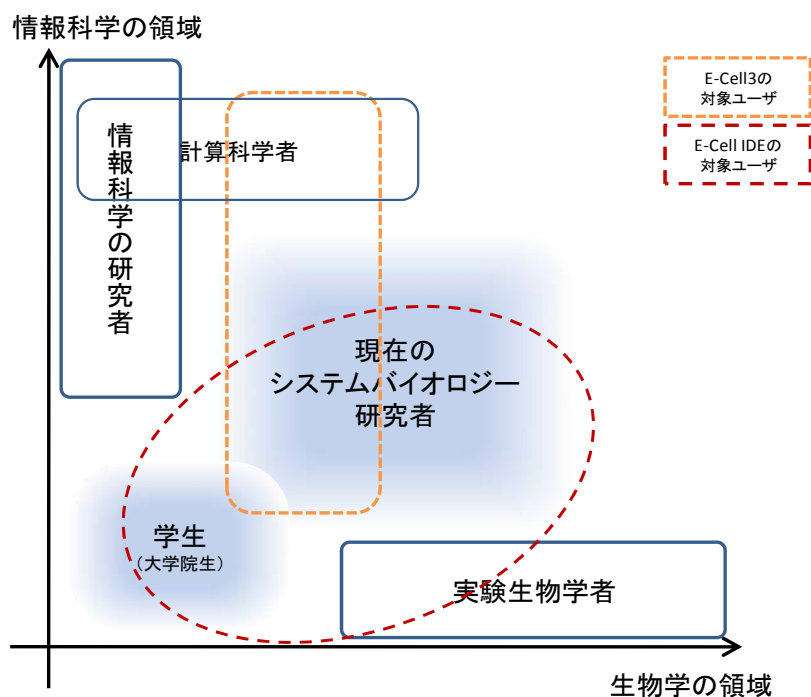 情報科学の領域
E-Cell3の
対象ユーザ
E-Cell IDEの
対象ユーザ
情報科学の研究者
計算科学者
現在の
システムバイオロジー
研究者
学生
（大学院生）
実験生物学者
生物学の領域